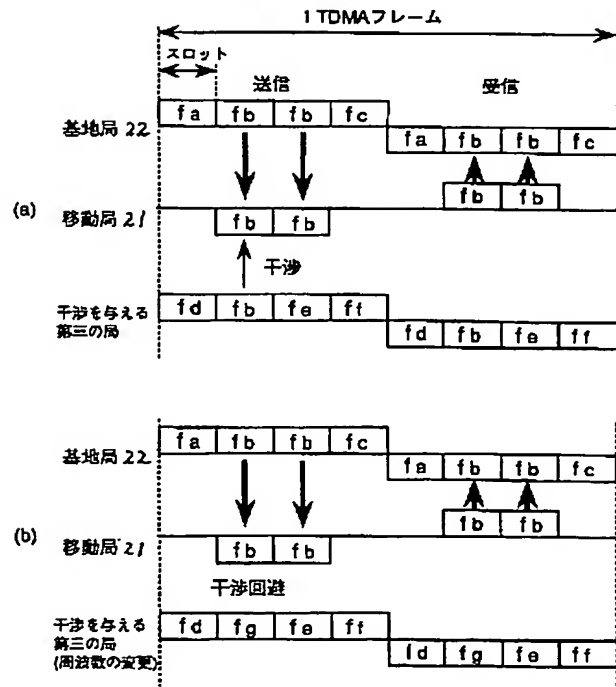 1 TDMAフレーム
スロット
送信 受信
基地局 22 fa fb fb fc
fa fb fb fc
fb fb
(a) 移動局 21 fb fb
干渉
干渉を与える
第三の局
fd fb fe ff
fd fb fe ff
基地局 22 fa fb fb fc
fa fb fb fc
fb fb
(b) 移動局 21 fb fb
干渉回避
干渉を与える
第三の局
(周波数の変更)
fd fg fe ff
fd fg fe ff